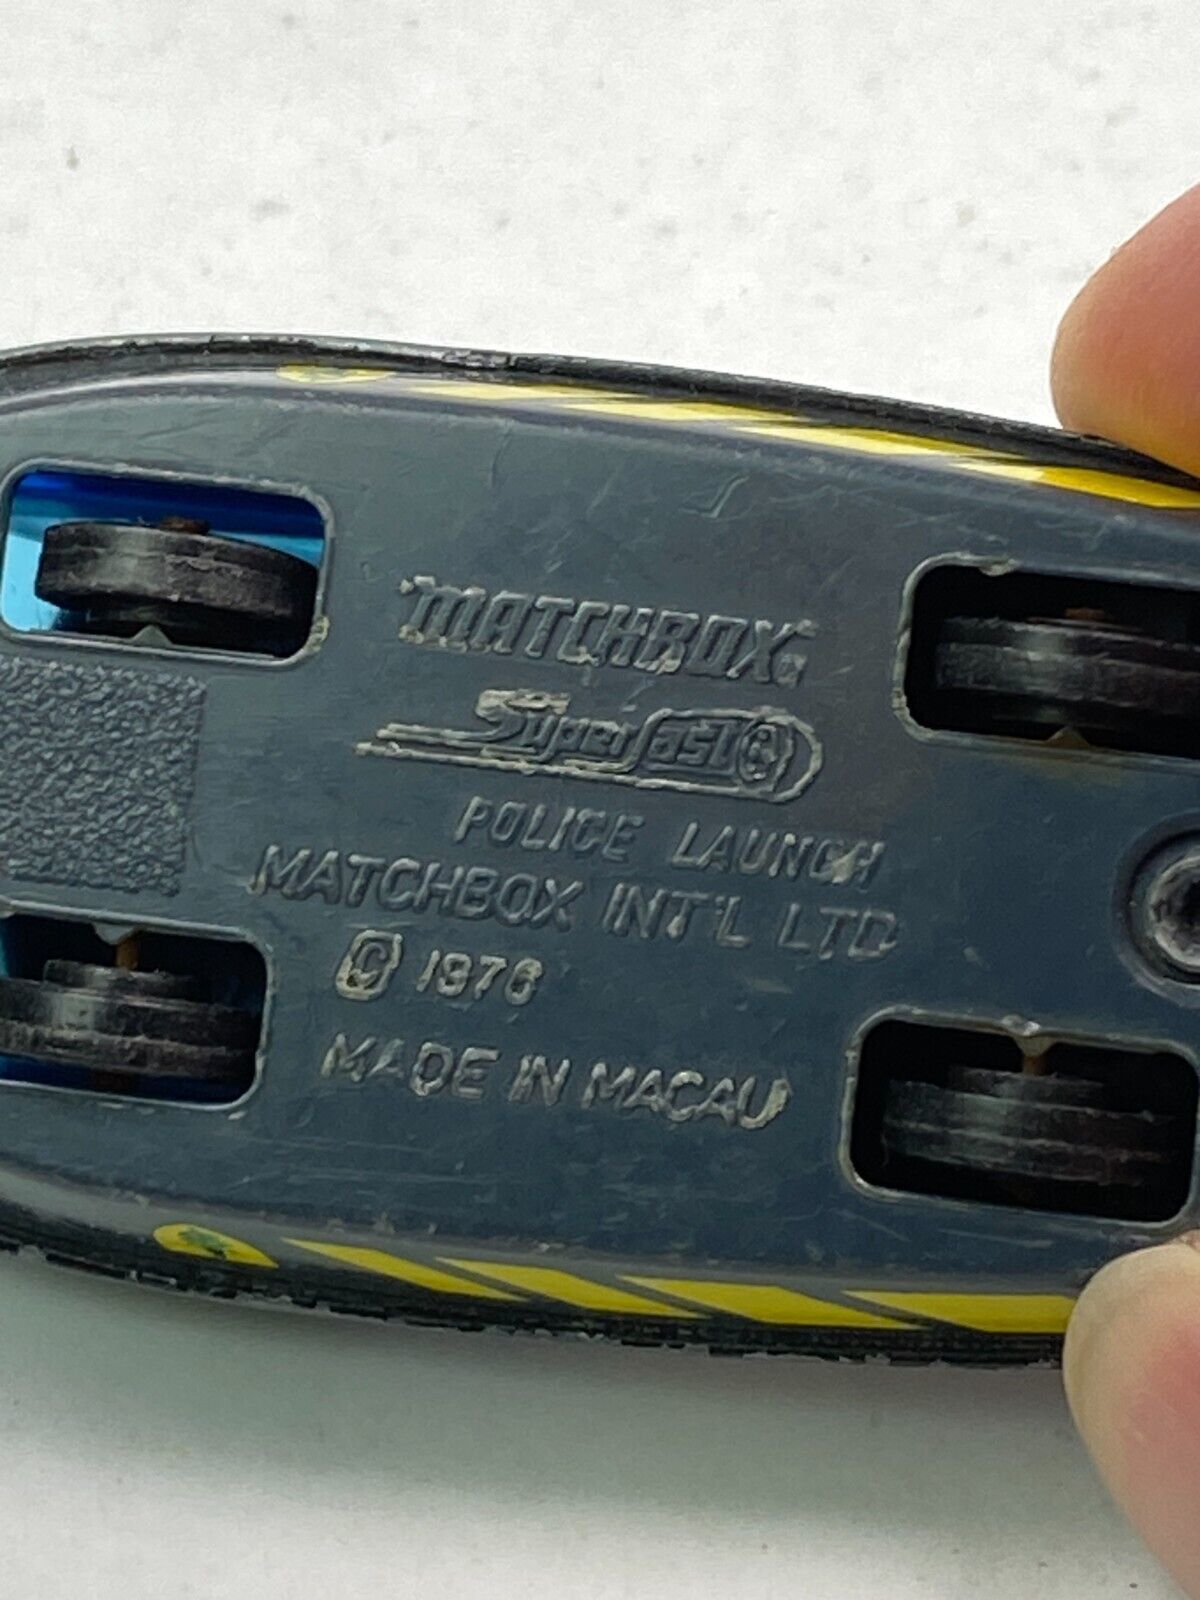 MATCHBOX
Superfast
POLICE LAUNCH
MATCHBOX INT'L LTD
© 1976
MADE IN MACAU